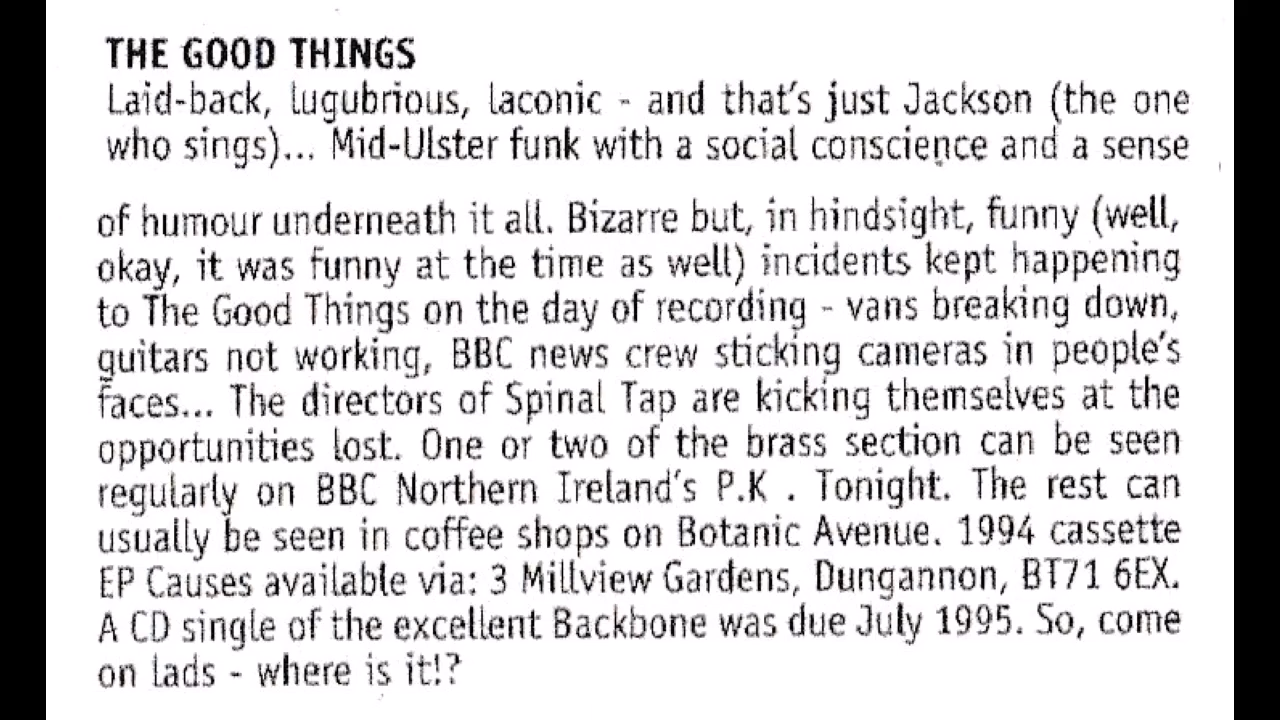 THE GOOD THINGS
Laid-back, lugubrious, laconic - and that's just Jackson (the one
who sings)... Mid-Ulster funk with a social conscience and a sense
of humour underneath it all. Bizarre but, in hindsight, funny (well,
okay, it was funny at the time as well) incidents kept happening
to The Good Things on the day of recording - vans breaking down,
guitars not working, BBC news crew sticking cameras in people's
faces... The directors of Spinal Tap are kicking themselves at the
opportunities lost. One or two of the brass section can be seen
regularly on BBC Northern Ireland's P.K . Tonight. The rest can
usually be seen in coffee shops on Botanic Avenue. 1994 cassette
EP Causes available via: 3 Millview Gardens, Dungannon, BT71 6EX.
A CD single of the excellent Backbone was due July 1995. So, come
on lads - where is it!?